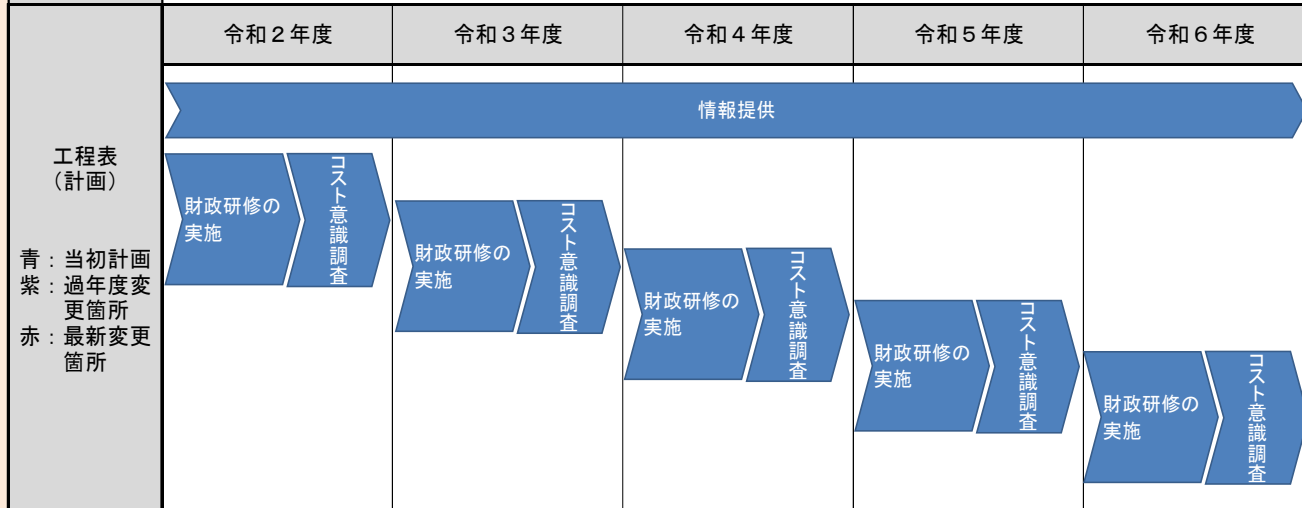 令和２年度
令和３年度
令和４年度
令和５年度
令和６年度
工程表
（計画）
青：当初計画
紫：過年度変
更箇所
赤：最新変更
箇所
情報提供
財政研修の
実施
コスト意識調査
財政研修の
実施
コスト意識調査
財政研修の
実施
コスト意識調査
財政研修の
実施
コスト意識調査
財政研修の
実施
コスト意識調査